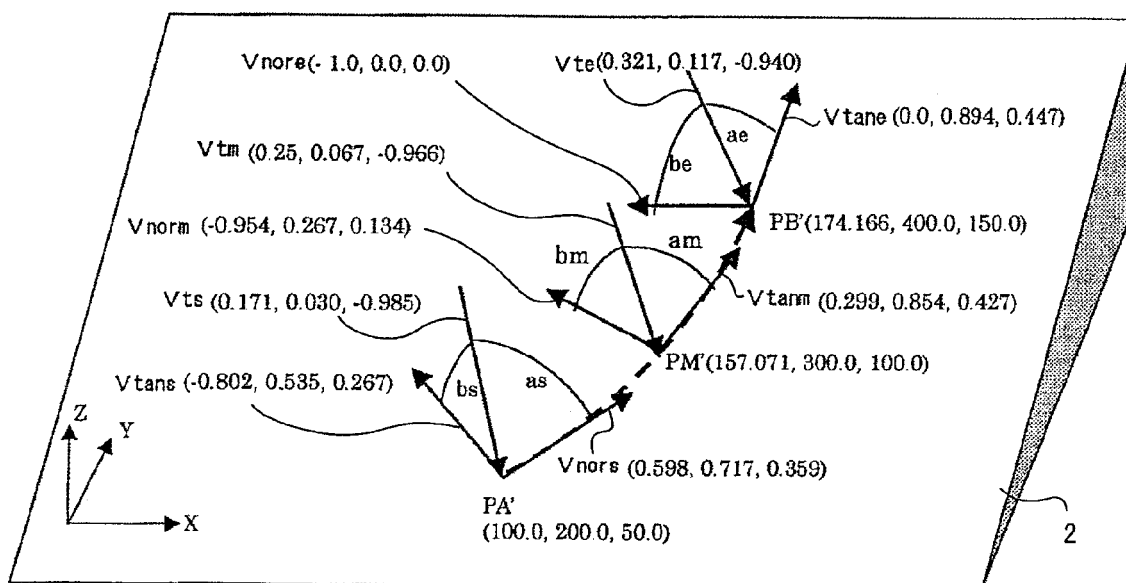 Vnore(- 1.0, 0.0, 0.0)
Vte(0.321, 0.117, -0.940)
Vtane (0.0, 0.894, 0.447)
ae
be
Vtm (0.25, 0.067, -0.966)
PB'(174.166, 400.0, 150.0)
Vnorm (-0.954, 0.267, 0.134)
am
bm
Vts (0.171, 0.030, -0.985)
Vtanm (0.299, 0.854, 0.427)
PM'(157.071, 300.0, 100.0)
Vtans (-0.802, 0.535, 0.267)
as
bs
Z
Y
Vnors (0.598, 0.717, 0.359)
X
PA'
(100.0, 200.0, 50.0)
2